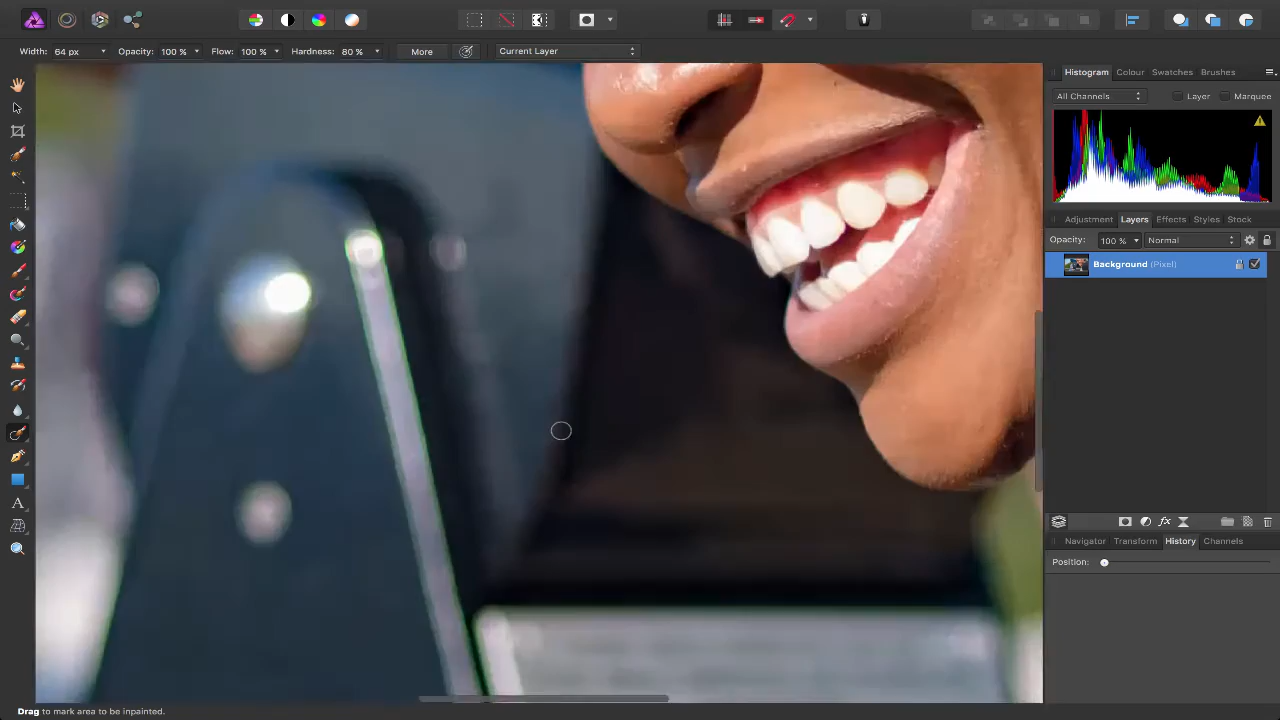 Width: 64 px Opacity: 100 % Flow: 100 % Hardness: 80 % More Current Layer
Histogram Colour Swatches Brushes
All Channels Layer Marquee
Adjustment Layers Effects Styles Stock
Opacity: 100 % Normal
Background (Pixel)
Navigator Transform History Channels
Position:
Drag to mark area to be inpainted.